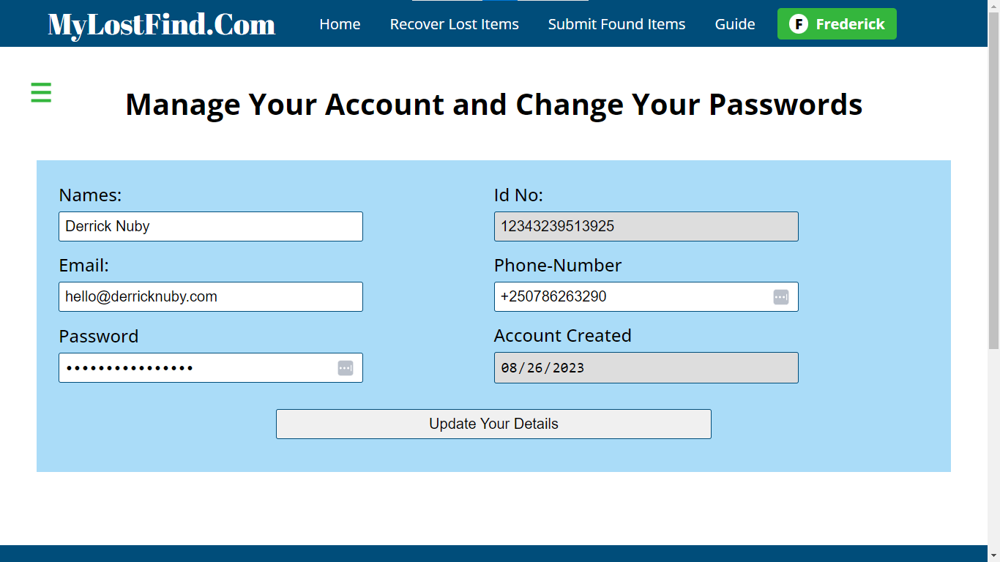 MyLostFind.Com Home Recover Lost Items Submit Found Items Guide F Frederick
Manage Your Account and Change Your Passwords
Names: Id No:
Derrick Nuby 12343239513925
Email: Phone-Number
hello@derricknuby.com +250786263290
Password Account Created
•••••••••••••••• 08/26/2023
Update Your Details